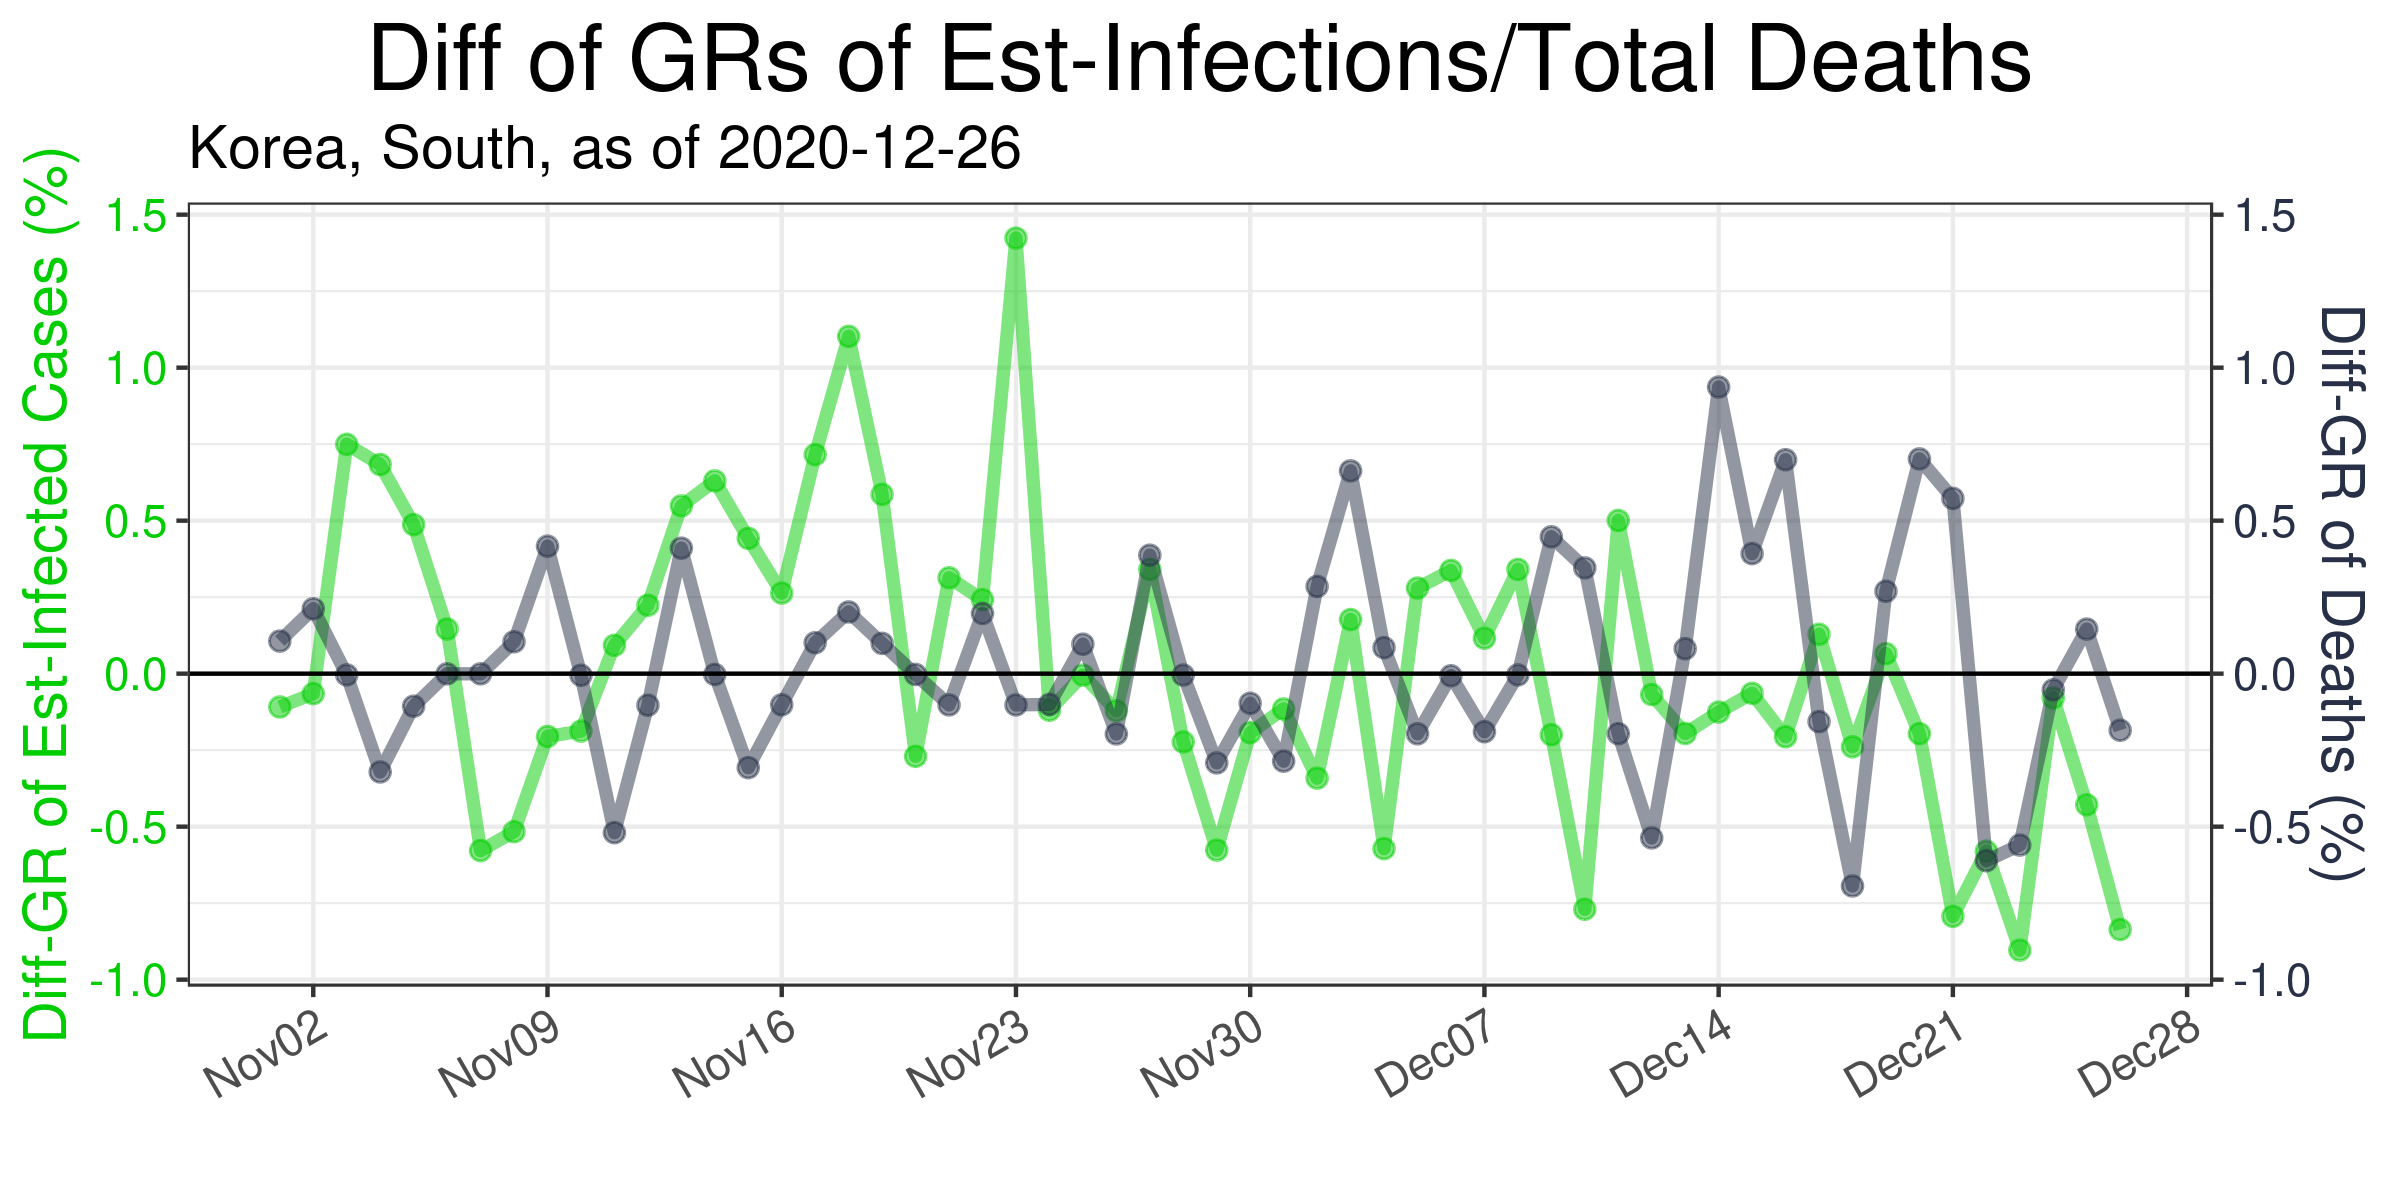 Diff of GRs of Est-Infections/Total Deaths
Korea, South, as of 2020-12-26
Diff-GR of Est-Infected Cases (%)
1.5
1.0
0.5
0.0
-0.5
-1.0
1.5
1.0
0.5
0.0
-0.5
-1.0
Diff-GR of Deaths (%)
Nov02
Nov09
Nov16
Nov23
Nov30
Dec07
Dec14
Dec21
Dec28